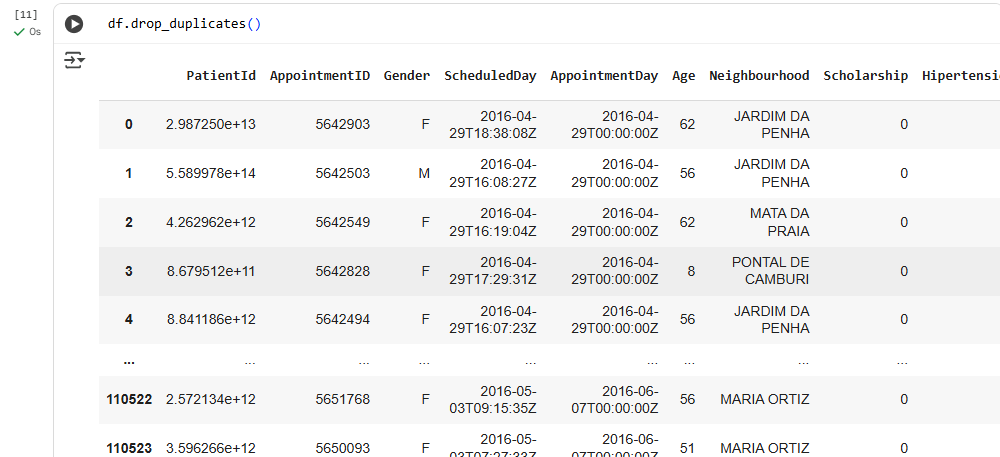 [11]
0s
df.drop_duplicates()
PatientId AppointmentID Gender ScheduledDay AppointmentDay Age Neighbourhood Scholarship Hipertensi
0 2.987250e+13 5642903 F 2016-04-29T18:38:08Z 2016-04-29T00:00:00Z 62 JARDIM DA PENHA 0
1 5.589978e+14 5642503 M 2016-04-29T16:08:27Z 2016-04-29T00:00:00Z 56 JARDIM DA PENHA 0
2 4.262962e+12 5642549 F 2016-04-29T16:19:04Z 2016-04-29T00:00:00Z 62 MATA DA PRAIA 0
3 8.679512e+11 5642828 F 2016-04-29T17:29:31Z 2016-04-29T00:00:00Z 8 PONTAL DE CAMBURI 0
4 8.841186e+12 5642494 F 2016-04-29T16:07:23Z 2016-04-29T00:00:00Z 56 JARDIM DA PENHA 0
... ... ... ... ... ... ... ... ...
110522 2.572134e+12 5651768 F 2016-05-03T09:15:35Z 2016-06-07T00:00:00Z 56 MARIA ORTIZ 0
110523 3.596266e+12 5650093 F 2016-05-03T07:27:33Z 2016-06-07T00:00:00Z 51 MARIA ORTIZ 0